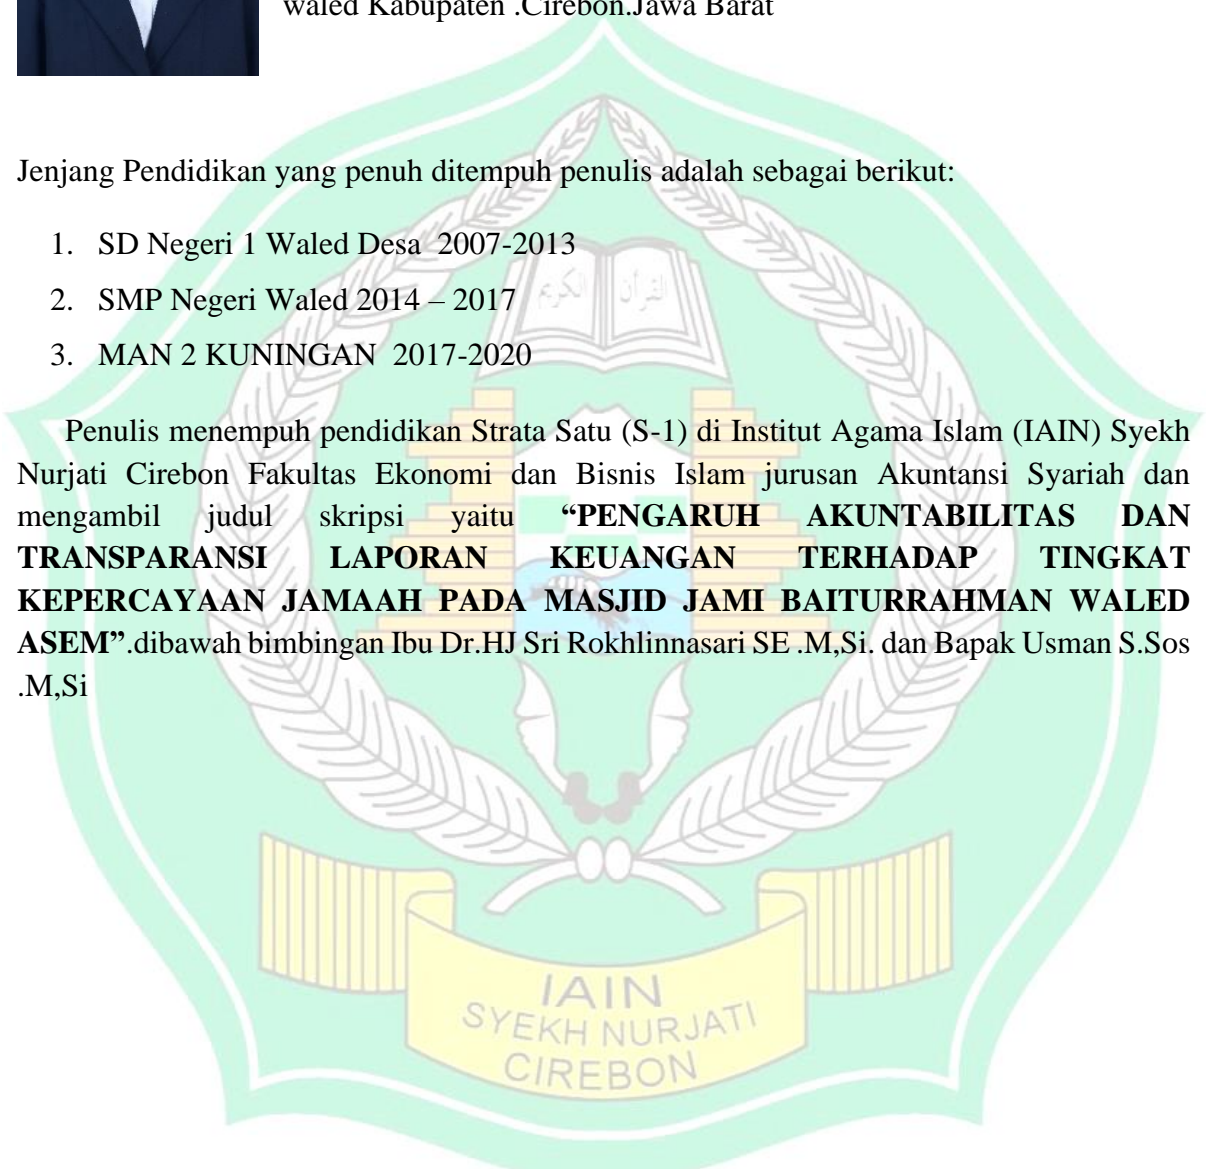 waled Kabupaten .Cirebon.Jawa Barat
Jenjang Pendidikan yang penuh ditempuh penulis adalah sebagai berikut:
1. SD Negeri 1 Waled Desa 2007-2013
2. SMP Negeri Waled 2014 – 2017
3. MAN 2 KUNINGAN 2017-2020
Penulis menempuh pendidikan Strata Satu (S-1) di Institut Agama Islam (IAIN) Syekh
Nurjati Cirebon Fakultas Ekonomi dan Bisnis Islam jurusan Akuntansi Syariah dan
mengambil judul skripsi yaitu “PENGARUH AKUNTABILITAS DAN
TRANSPARANSI LAPORAN KEUANGAN TERHADAP TINGKAT
KEPERCAYAAN JAMAAH PADA MASJID JAMI BAITURRAHMAN WALED
ASEM”.dibawah bimbingan Ibu Dr.HJ Sri Rokhlinnasari SE .M,Si. dan Bapak Usman S.Sos
.M,Si
القرآن الكريم
IAIN
SYEKH NURJATI
CIREBON